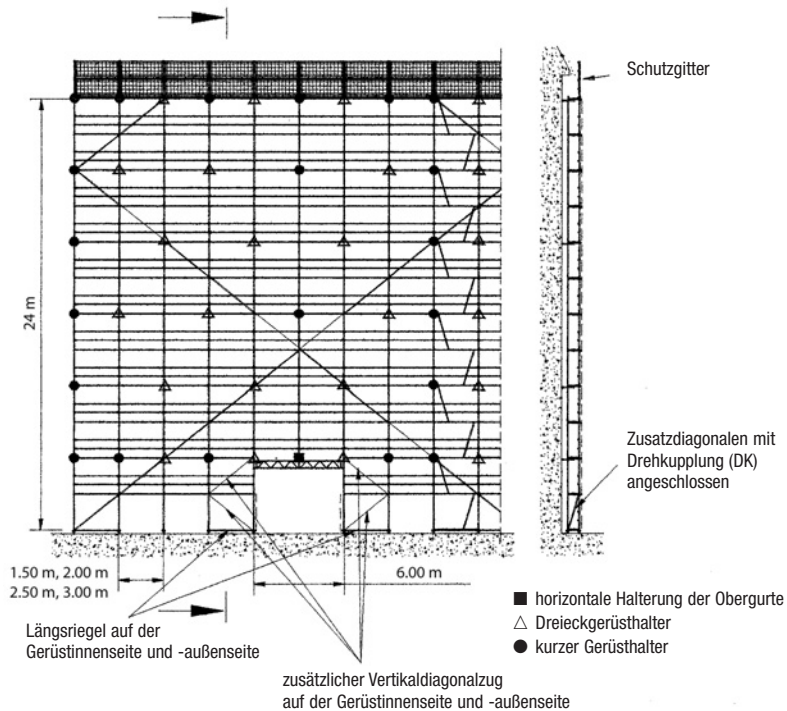 Schutzgitter
24 m
Zusatzdiagonalen mit
Drehkupplung (DK)
angeschlossen
1.50 m, 2.00 m
2.50 m, 3.00 m
6.00 m
Längsriegel auf der
Gerüstinnenseite und -außenseite
zusätzlicher Vertikaldiagonalzug
auf der Gerüstinnenseite und -außenseite
■ horizontale Halterung der Obergurte
△ Dreieckgerüsthalter
● kurzer Gerüsthalter